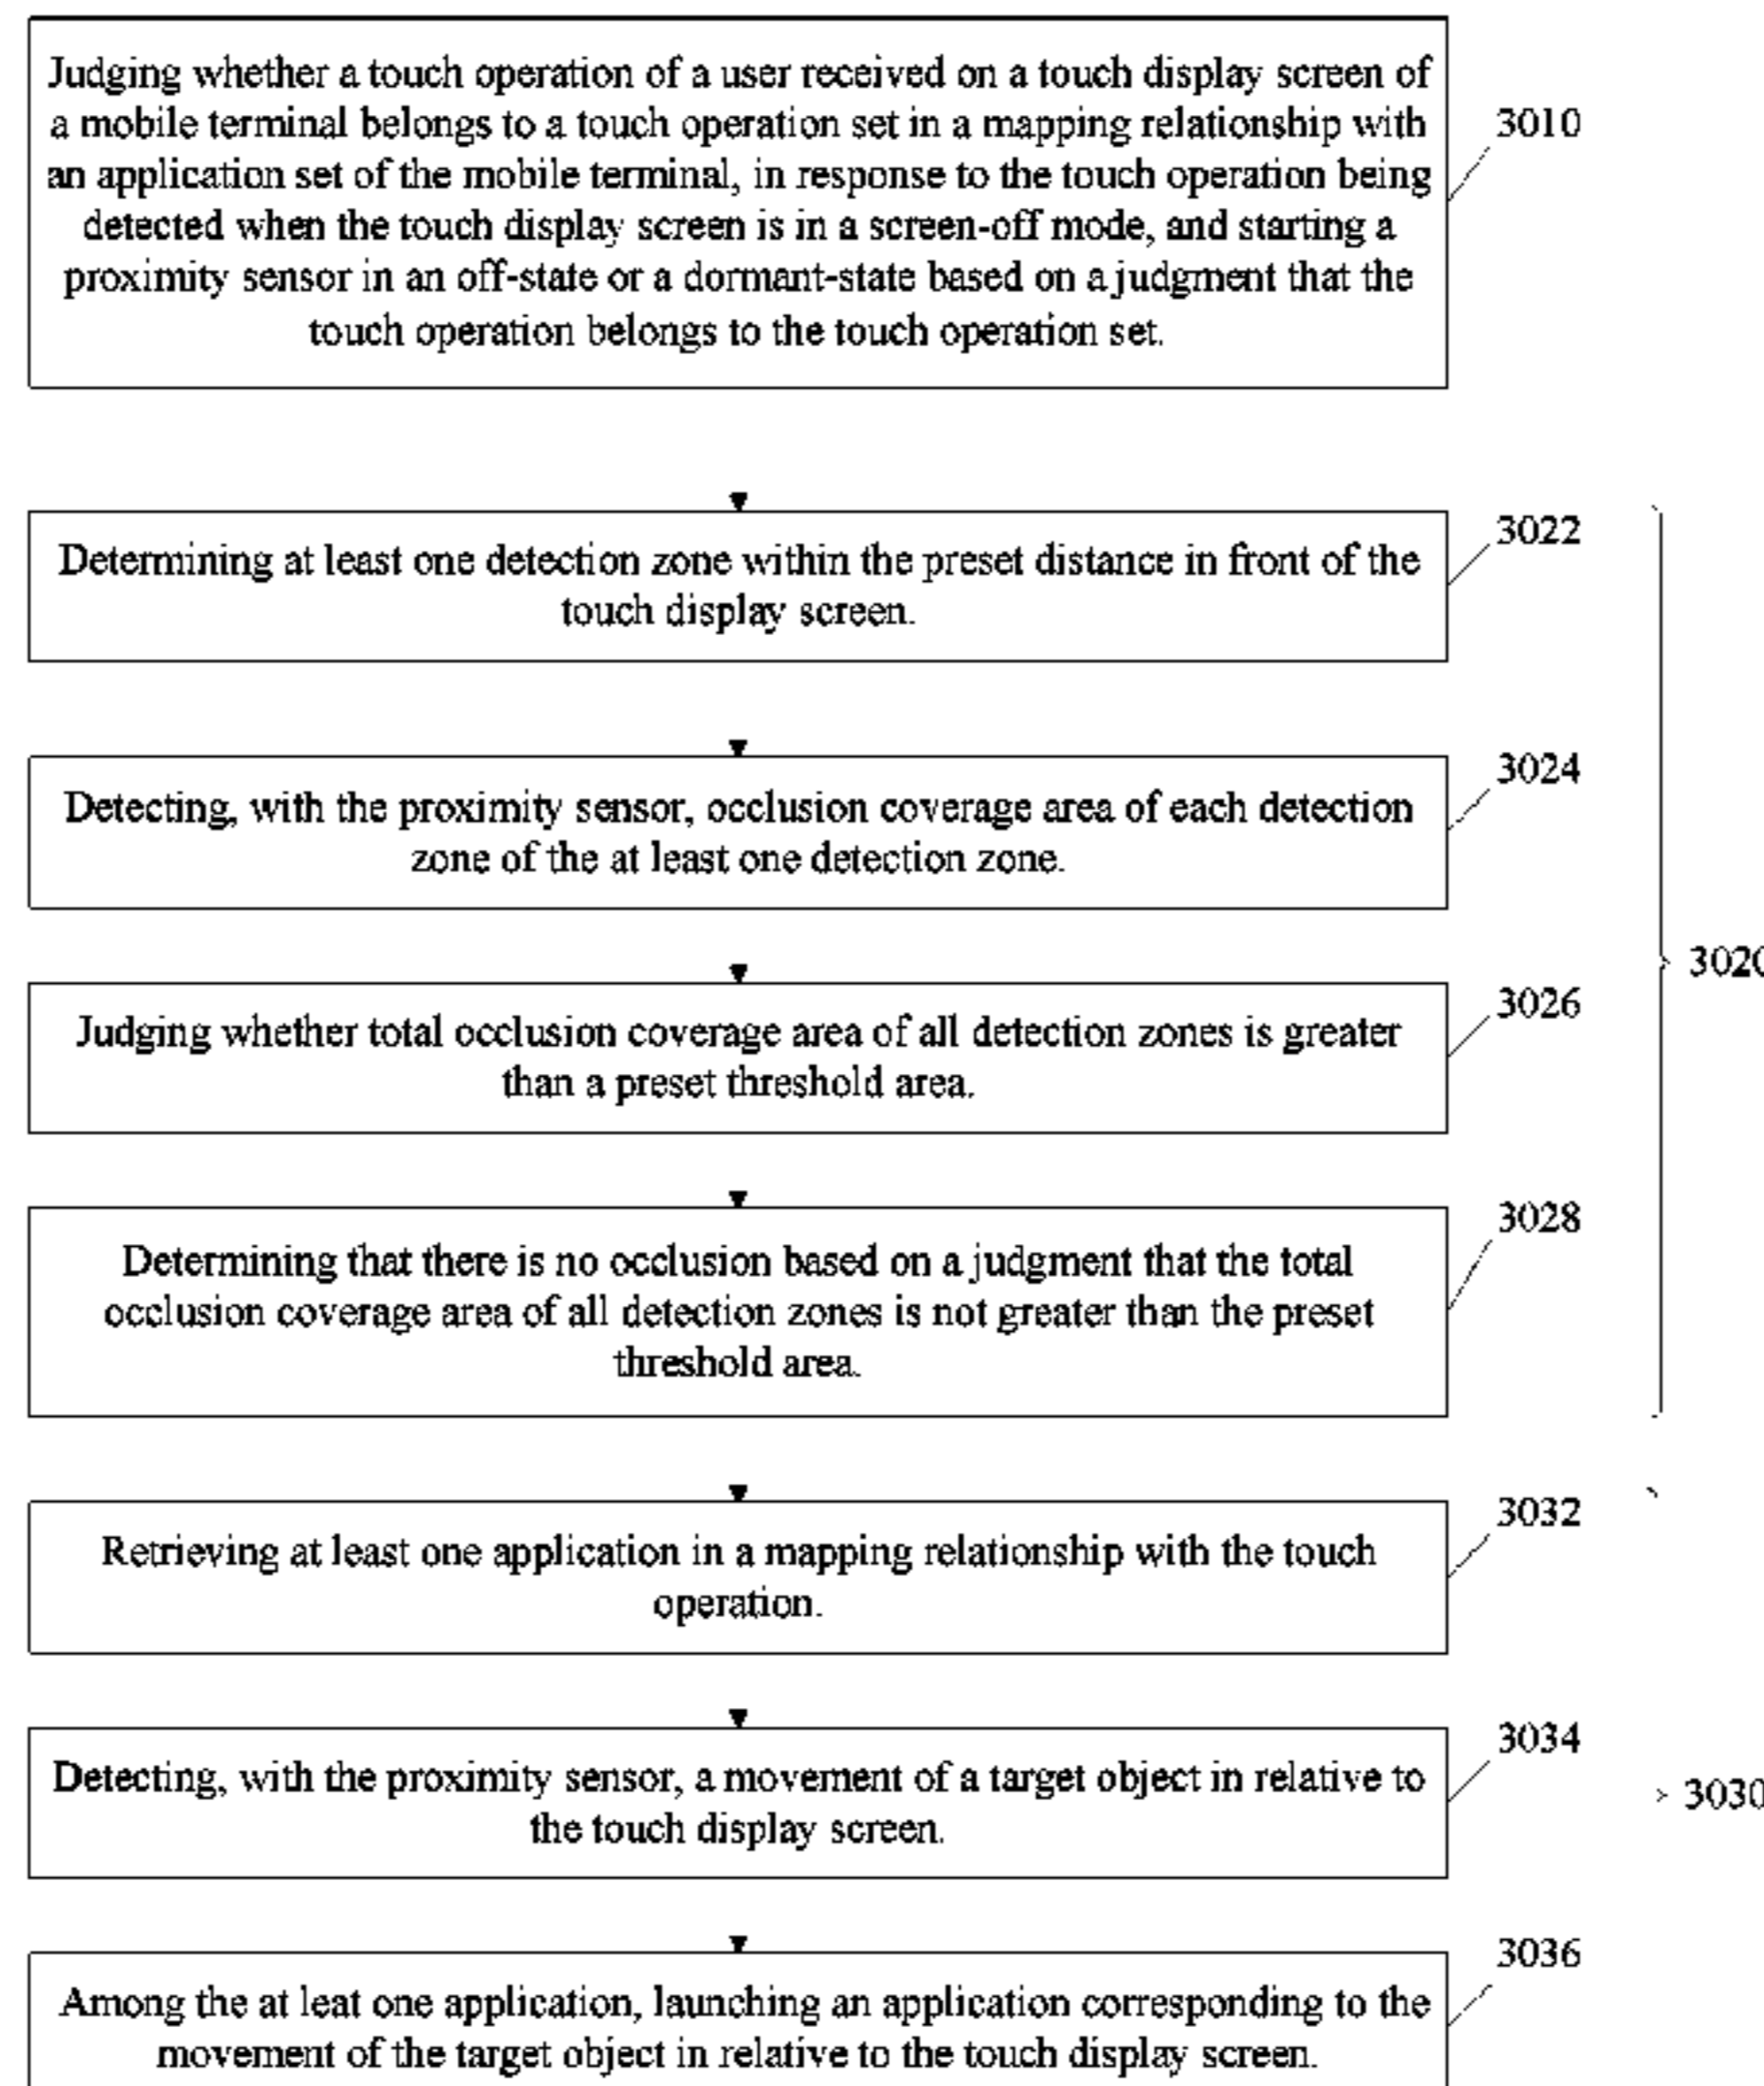 Judging whether a touch operation of a user received on a touch display screen of
a mobile terminal belongs to a touch operation set in a mapping relationship with
an application set of the mobile terminal, in response to the touch operation being
detected when the touch display screen is in a screen-off mode, and starting a
proximity sensor in an off-state or a dormant-state based on a judgment that the
touch operation belongs to the touch operation set.
3010
Determining at least one detection zone within the preset distance in front of the
touch display screen.
3022
Detecting, with the proximity sensor, occlusion coverage area of each detection
zone of the at least one detection zone.
3024
Judging whether total occlusion coverage area of all detection zones is greater
than a preset threshold area.
3026
Determining that there is no occlusion based on a judgment that the total
occlusion coverage area of all detection zones is not greater than the preset
threshold area.
3028
3020
Retrieving at least one application in a mapping relationship with the touch
operation.
3032
Detecting, with the proximity sensor, a movement of a target object in relative to
the touch display screen.
3034
3030
Among the at leat one application, launching an application corresponding to the
movement of the target object in relative to the touch display screen.
3036